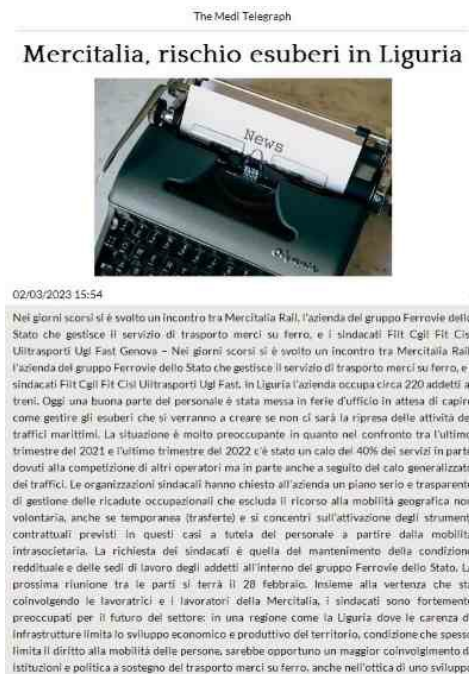 The Medi Telegraph
Mercitalia, rischio esuberi in Liguria
News
Olympia
02/03/2023 15:54
Nei giorni scorsi si è svolto un incontro tra Mercitalia Rail, l'azienda del gruppo Ferrovie dello
Stato che gestisce il servizio di trasporto merci su ferro, e i sindacati Filt Cgil Fit Cisl
Uiltrasporti Ugl Fast Genova – Nei giorni scorsi si è svolto un incontro tra Mercitalia Rail,
l'azienda del gruppo Ferrovie dello Stato che gestisce il servizio di trasporto merci su ferro, e i
sindacati Filt Cgil Fit Cisl Uiltrasporti Ugl Fast. in Liguria l'azienda occupa circa 220 addetti ai
treni. Oggi una buona parte del personale è stata messa in ferie d'ufficio in attesa di capire
come gestire gli esuberi che si verranno a creare se non ci sarà la ripresa delle attività dei
traffici marittimi. La situazione è molto preoccupante in quanto nel confronto tra l'ultimo
trimestre del 2021 e l'ultimo trimestre del 2022 c'è stato un calo del 40% dei servizi in parte
dovuti alla competizione di altri operatori ma in parte anche a seguito del calo generalizzato
dei traffici. Le organizzazioni sindacali hanno chiesto all'azienda un piano serio e trasparente
di gestione delle ricadute occupazionali che escluda il ricorso alla mobilità geografica non
volontaria, anche se temporanea (trasferte) e si concentri sull'attivazione degli strumenti
contrattuali previsti in questi casi a tutela del personale a partire dalla mobilità
intrasocietaria. La richiesta dei sindacati è quella del mantenimento della condizione
reddituale e delle sedi di lavoro degli addetti all'interno del gruppo Ferrovie dello Stato. La
prossima riunione tra le parti si terrà il 28 febbraio. Insieme alla vertenza che sta
coinvolgendo le lavoratrici e i lavoratori della Mercitalia, i sindacati sono fortemente
preoccupati per il futuro del settore: in una regione come la Liguria dove le carenza di
infrastrutture limita lo sviluppo economico e produttivo del territorio, condizione che spesso
limita il diritto alla mobilità delle persone, sarebbe opportuno un maggior coinvolgimento di
istituzioni e politica a sostegno del trasporto merci su ferro, anche nell'ottica di uno sviluppo